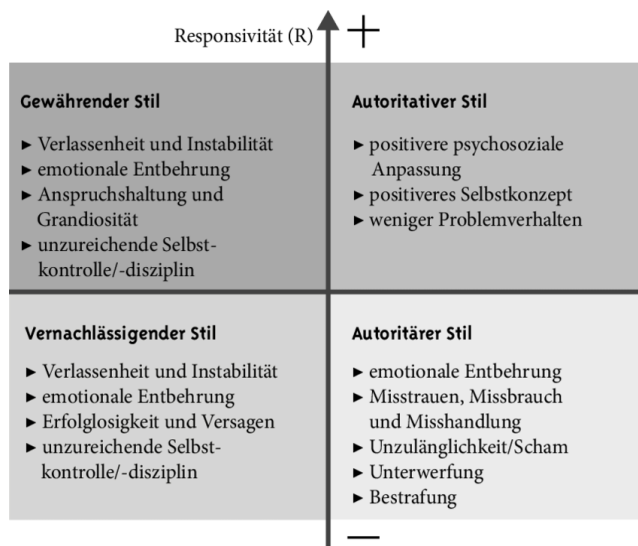 Responsivität (R)
+
Gewährender Stil
▸ Verlassenheit und Instabilität
▸ emotionale Entbehrung
▸ Anspruchshaltung und
Grandiosität
▸ unzureichende Selbst-
kontrolle/-disziplin
Autoritativer Stil
▸ positivere psychosoziale
Anpassung
▸ positiveres Selbstkonzept
▸ weniger Problemverhalten
Vernachlässigender Stil
▸ Verlassenheit und Instabilität
▸ emotionale Entbehrung
▸ Erfolglosigkeit und Versagen
▸ unzureichende Selbst-
kontrolle/-disziplin
Autoritärer Stil
▸ emotionale Entbehrung
▸ Misstrauen, Missbrauch
und Misshandlung
▸ Unzulänglichkeit/Scham
▸ Unterwerfung
▸ Bestrafung
—